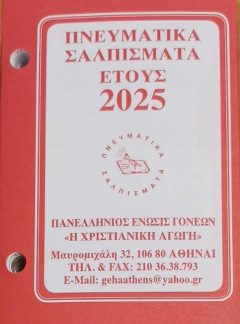 ΠΝΕΥΜΑΤΙΚΑ
ΣΑΛΠΙΣΜΑΤΑ
ΕΤΟΥΣ
2025
ΠΝΕΥΜΑΤΙΚΑ
ΣΑΛΠΙΣΜΑΤΑ
ΠΑΝΕΛΛΗΝΙΟΣ ΕΝΩΣΙΣ ΓΟΝΕΩΝ
«Η ΧΡΙΣΤΙΑΝΙΚΗ ΑΓΩΓΗ»
Μαυρομιχάλη 32, 106 80 ΑΘΗΝΑΙ
ΤΗΛ. & FAX: 210 36.38.793
E-Mail: gehaathens@yahoo.gr